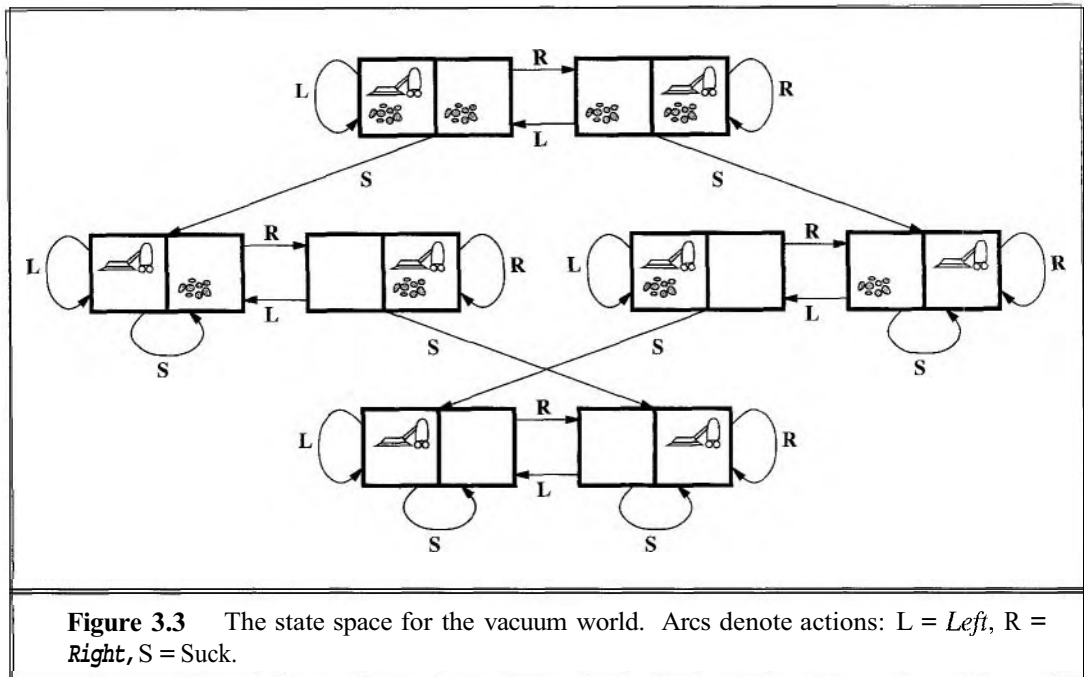 R
L
R
L
S
S
R
R
L
R
L
R
L
L
S
S
S
S
R
L
R
L
S
S
Figure 3.3 The state space for the vacuum world. Arcs denote actions: L = Left, R =
Right, S = Suck.